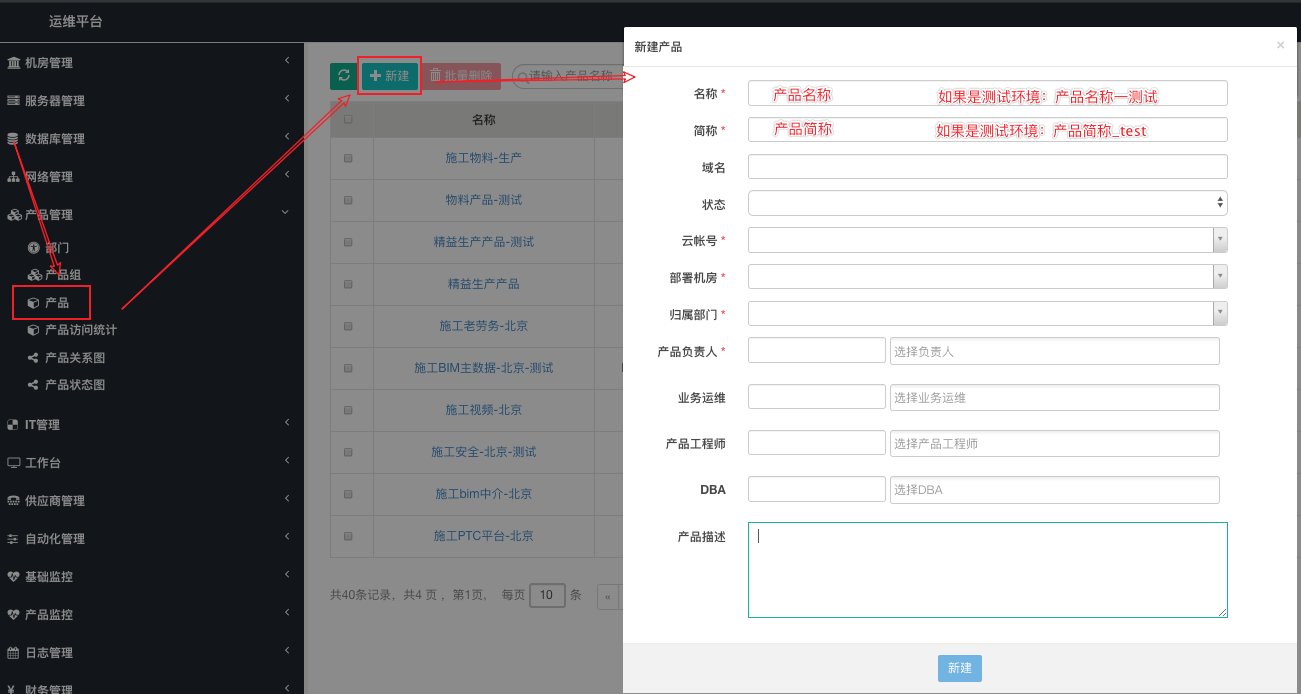 运维平台
机房管理
服务器管理
数据库管理
网络管理
产品管理
部门
产品组
产品
产品访问统计
产品关系图
产品状态图
IT管理
工作台
供应商管理
自动化管理
基础监控
产品监控
日志管理
¥ 财务管理
+ 新建 批量删除 请输入产品名称
名称
施工物料-生产
物料产品-测试
精益生产产品-测试
精益生产产品
施工老劳务-北京
施工BIM主数据-北京-测试
施工视频-北京
施工安全-北京-测试
施工bim中介-北京
施工PTC平台-北京
共40条记录，共4 页 ，第1页， 每页 10 条 «
新建产品 ×
名称 * 产品名称 如果是测试环境：产品名称一测试
简称 * 产品简称 如果是测试环境：产品简称_test
域名
状态
云帐号 *
部署机房 *
归属部门 *
产品负责人 * 选择负责人
业务运维 选择业务运维
产品工程师 选择产品工程师
DBA 选择DBA
产品描述
新建